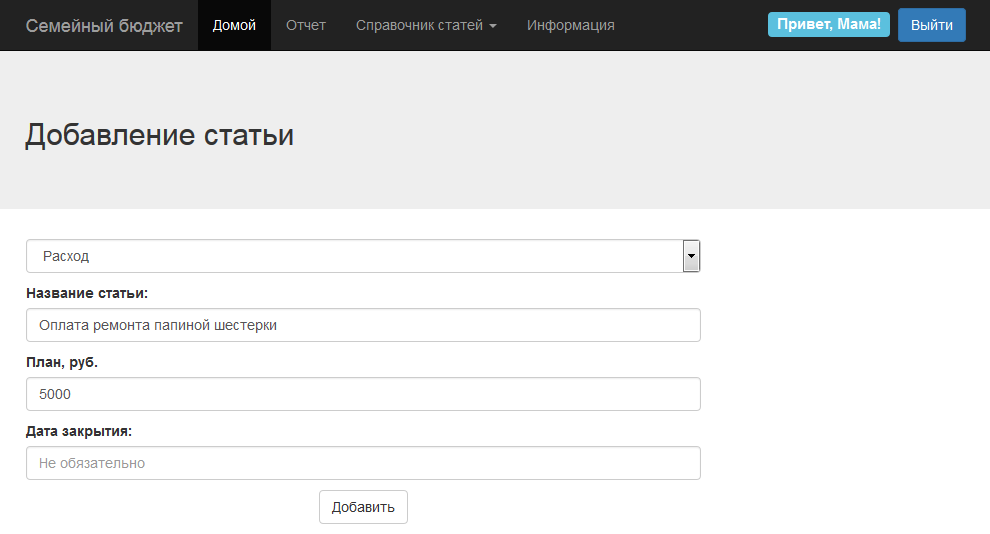 Семейный бюджет Домой Отчет Справочник статей Информация Привет, Мама! Выйти
Добавление статьи
Расход
Название статьи:
Оплата ремонта папиной шестерки
План, руб.
5000
Дата закрытия:
Не обязательно
Добавить